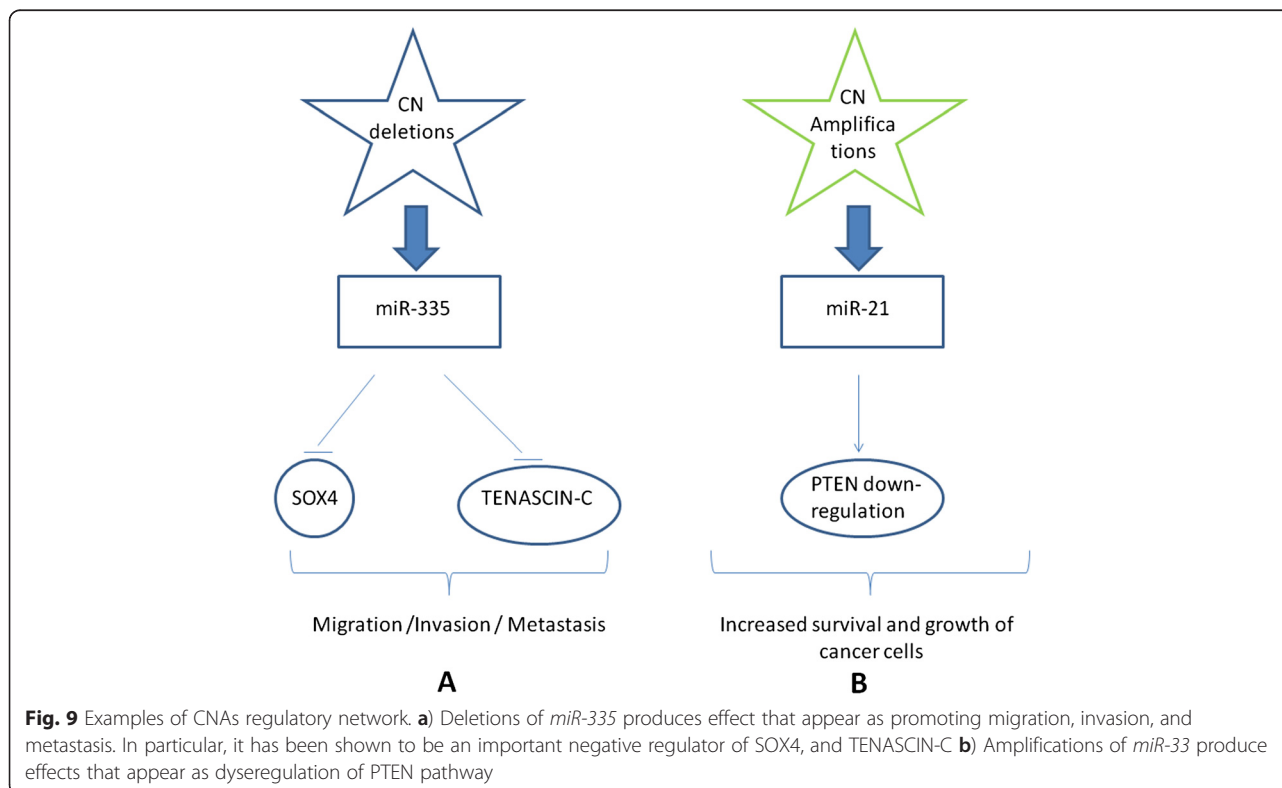 CN
deletions
CN
Amplifica
tions
miR-335
miR-21
SOX4
TENASCIN-C
PTEN down-
regulation
Migration /Invasion / Metastasis
Increased survival and growth of
cancer cells
A
B
Fig. 9 Examples of CNAs regulatory network. a) Deletions of miR-335 produces effect that appear as promoting migration, invasion, and
metastasis. In particular, it has been shown to be an important negative regulator of SOX4, and TENASCIN-C b) Amplifications of miR-33 produce
effects that appear as dyseregulation of PTEN pathway